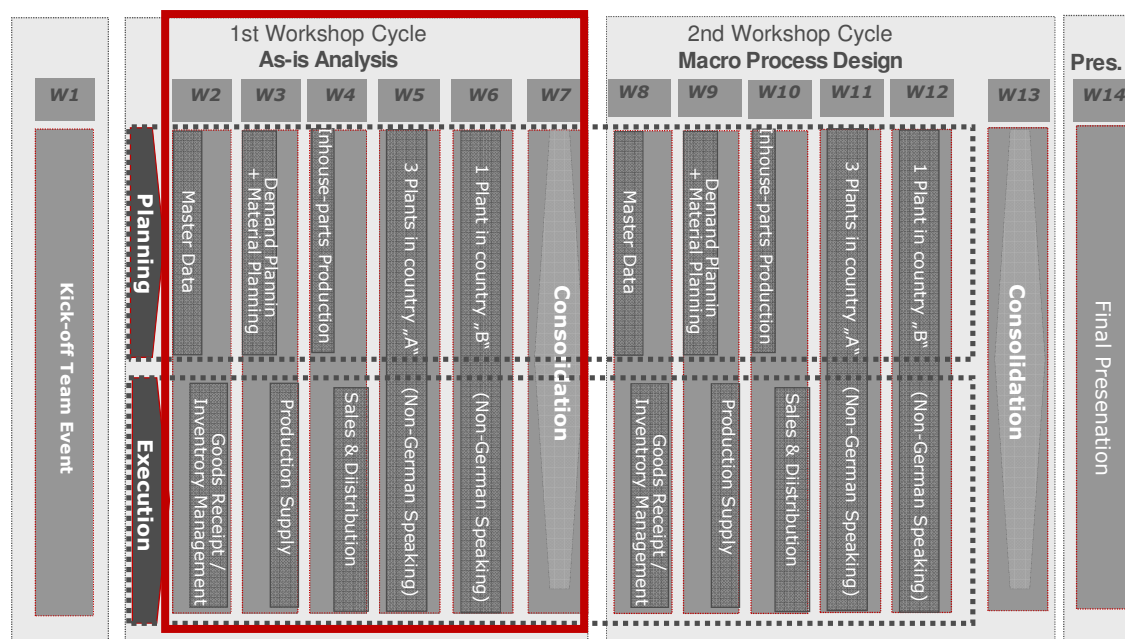 1st Workshop Cycle
As-is Analysis
2nd Workshop Cycle
Macro Process Design
Pres.
W1
W2
W3
W4
W5
W6
W7
W8
W9
W10
W11
W12
W13
W14
Kick-off Team Event
Planning
Execution
Master Data
Goods Receipt /
Inventrory Management
Demand Plannin
+ Material Planning
Production Supply
Inhouse-parts Production
Sales & Diistribution
3 Plants in country „A“
(Non-German Speaking)
1 Plant in country „B“
(Non-German Speaking)
Consolidation
Master Data
Goods Receipt /
Inventrory Management
Demand Plannin
+ Material Planning
Production Supply
Inhouse-parts Production
Sales & Diistribution
3 Plants in country „A“
(Non-German Speaking)
1 Plant in country „B“
(Non-German Speaking)
Consolidation
Final Presenation